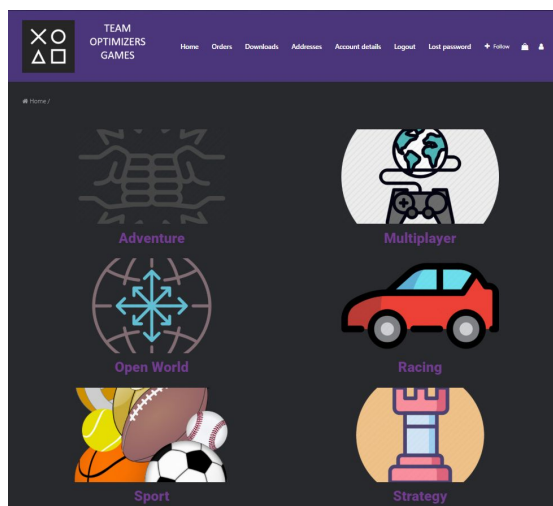 TEAM
OPTIMIZERS
GAMES
Home Orders Downloads Addresses Account details Logout Lost password + Follow
Home /
Adventure
Multiplayer
Open World
Racing
Sport
Strategy